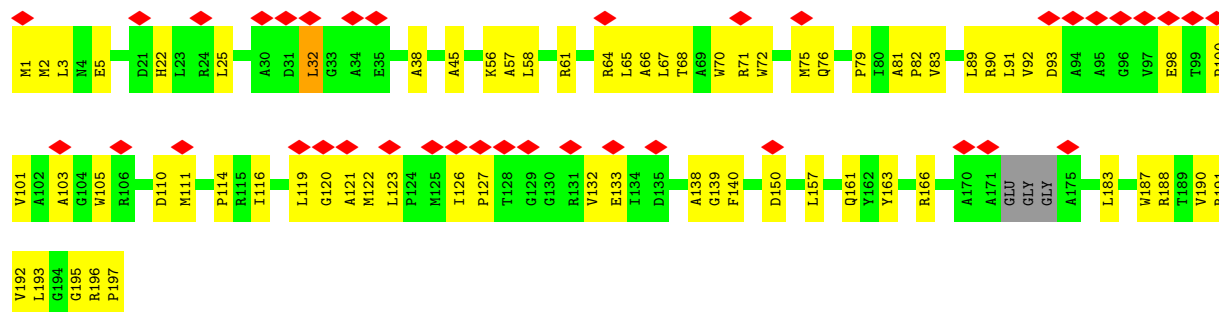 M1 M2 L3 N4 E5 D21 H22 L23 R24 L25 A30 D31 L32 G33 A34 E35 A38 A45 K56 A57 L58 R61 R64 L65 A66 L67 T68 A69 W70 R71 W72 M75 Q76 P79 I80 A81 P82 V83 L89 R90 L91 V92 D93 A94 A95 G96 V97 E98 T99
V101 A102 A103 G104 W105 R106 D110 M111 P114 R115 I116 L119 G120 A121 M122 L123 P124 M125 I126 P127 T128 G129 G130 R131 V132 E133 I134 D135 A138 G139 F140 D150 L157 Q161 Y162 Y163 R166 A170 A171 GLU GLY GLY A175 L183 W187 R188 T189 V190
V192 L193 G194 G195 R196 P197